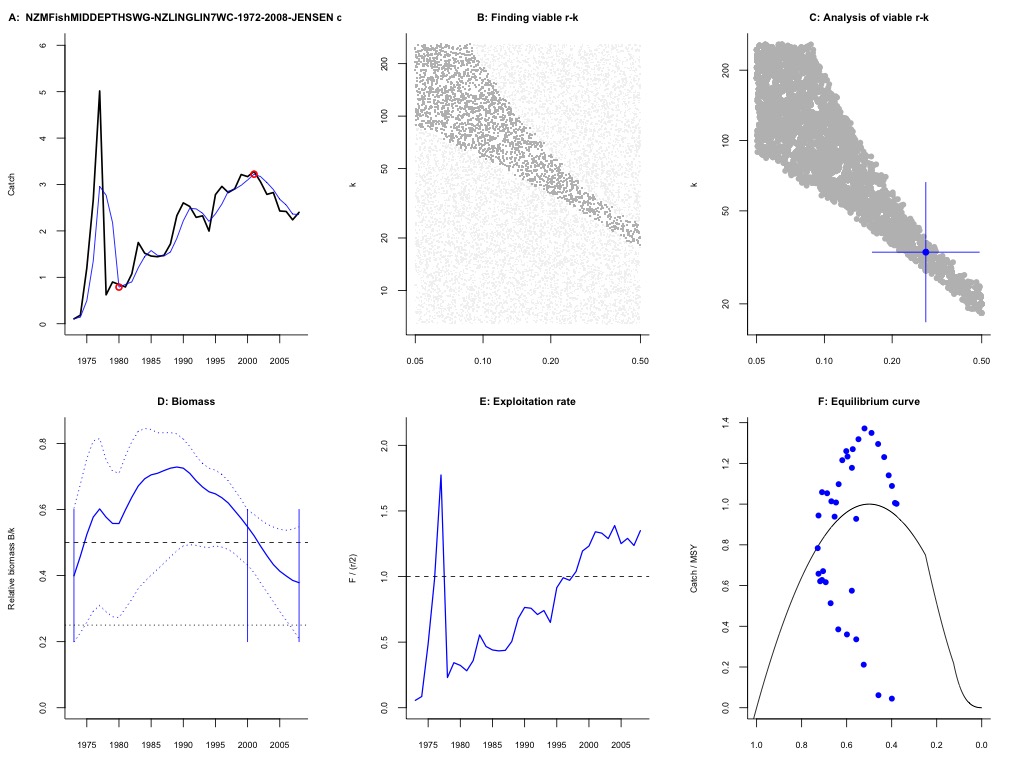 A: NZMFishMIDDEPTHSWG-NZLINGLIN7WC-1972-2008-JENSEN c
B: Finding viable r-k
C: Analysis of viable r-k
Catch
0 1 2 3 4 5 6
1975 1980 1985 1990 1995 2000 2005
k
10 20 50 100 200
0.05 0.10 0.20 0.50
k
20 50 100 200
0.05 0.10 0.20 0.50
D: Biomass
E: Exploitation rate
F: Equilibrium curve
Relative biomass B/k
0.0 0.2 0.4 0.6 0.8
1975 1980 1985 1990 1995 2000 2005
F / (r/2)
0.0 0.5 1.0 1.5 2.0
1975 1980 1985 1990 1995 2000 2005
Catch / MSY
0.0 0.2 0.4 0.6 0.8 1.0 1.2 1.4
1.0 0.8 0.6 0.4 0.2 0.0